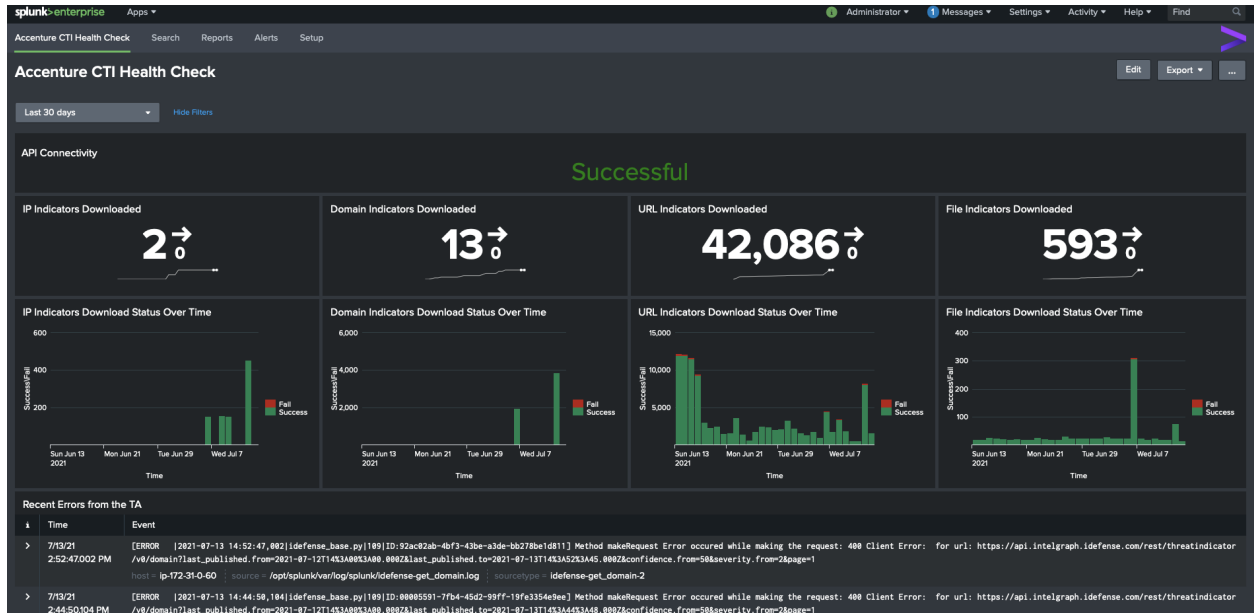 splunk>enterprise Apps ▾ i Administrator ▾ 1 Messages ▾ Settings ▾ Activity ▾ Help ▾ Find
Accenture CTI Health Check Search Reports Alerts Setup
Accenture CTI Health Check Edit Export ▾ ...
Last 30 days Hide Filters
API Connectivity
Successful
IP Indicators Downloaded
2 → 0
Domain Indicators Downloaded
13 → 0
URL Indicators Downloaded
42,086 → 0
File Indicators Downloaded
593 → 0
IP Indicators Download Status Over Time
600
400
200
Success\Fail
Fail
Success
Sun Jun 13 Mon Jun 21 Tue Jun 29 Wed Jul 7
2021
Time
Domain Indicators Download Status Over Time
6,000
4,000
2,000
Success\Fail
Fail
Success
Sun Jun 13 Mon Jun 21 Tue Jun 29 Wed Jul 7
2021
Time
URL Indicators Download Status Over Time
15,000
10,000
5,000
Success\Fail
Fail
Success
Sun Jun 13 Mon Jun 21 Tue Jun 29 Wed Jul 7
2021
Time
File Indicators Download Status Over Time
400
300
200
100
Success\Fail
Fail
Success
Sun Jun 13 Mon Jun 21 Tue Jun 29 Wed Jul 7
2021
Time
Recent Errors from the TA
i Time Event
> 7/13/21 [ERROR |2021-07-13 14:52:47,002|idefense_base.py|109|ID:92ac02ab-4bf3-43be-a3de-bb278be1d811] Method makeRequest Error occured while making the request: 400 Client Error: for url: https://api.intelgraph.idefense.com/rest/threatindicator
2:52:47.002 PM /v0/domain?last_published.from=2021-07-12T14%3A00%3A00.000Z&last_published.to=2021-07-13T14%3A52%3A45.000Z&confidence.from=50&severity.from=2&page=1
host = ip-172-31-0-60 source = /opt/splunk/var/log/splunk/idefense-get_domain.log sourcetype = idefense-get_domain-2
> 7/13/21 [ERROR |2021-07-13 14:44:50,104|idefense_base.py|109|ID:00005591-7fb4-45d2-99ff-19fe3354e9ee] Method makeRequest Error occured while making the request: 400 Client Error: for url: https://api.intelgraph.idefense.com/rest/threatindicator
2:44:50.104 PM /v0/domain?last_published.from=2021-07-12T14%3A00%3A00.000Z&last_published.to=2021-07-13T14%3A44%3A48.000Z&confidence.from=50&severity.from=2&page=1